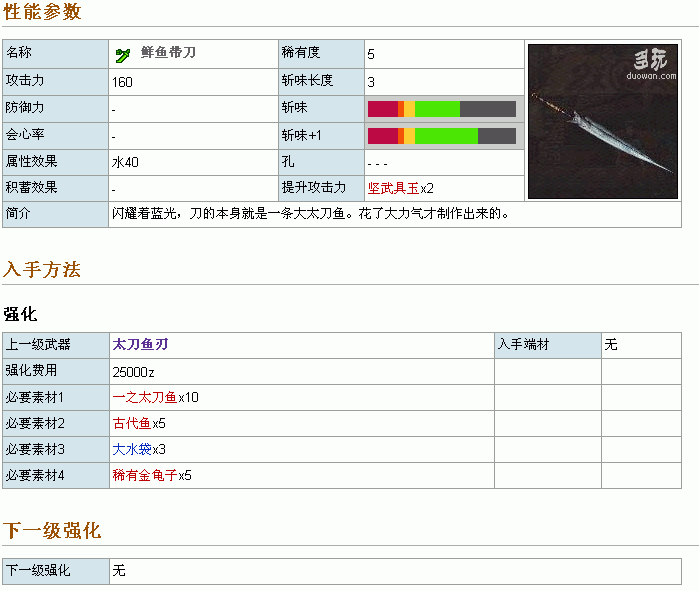 性能参数
名称 鲜鱼带刀 稀有度 5
多玩
duowan.com
攻击力 160 斩味长度 3
防御力 - 斩味
会心率 - 斩味+1
属性效果 水40 孔 - - -
积蓄效果 - 提升攻击力 坚武具玉x2
简介 闪耀着蓝光，刀的本身就是一条大太刀鱼。花了大力气才制作出来的。
入手方法
强化
上一级武器 太刀鱼刃 入手端材 无
强化费用 25000z
必要素材1 一之太刀鱼x10
必要素材2 古代鱼x5
必要素材3 大水袋x3
必要素材4 稀有金龟子x5
下一级强化
下一级强化 无